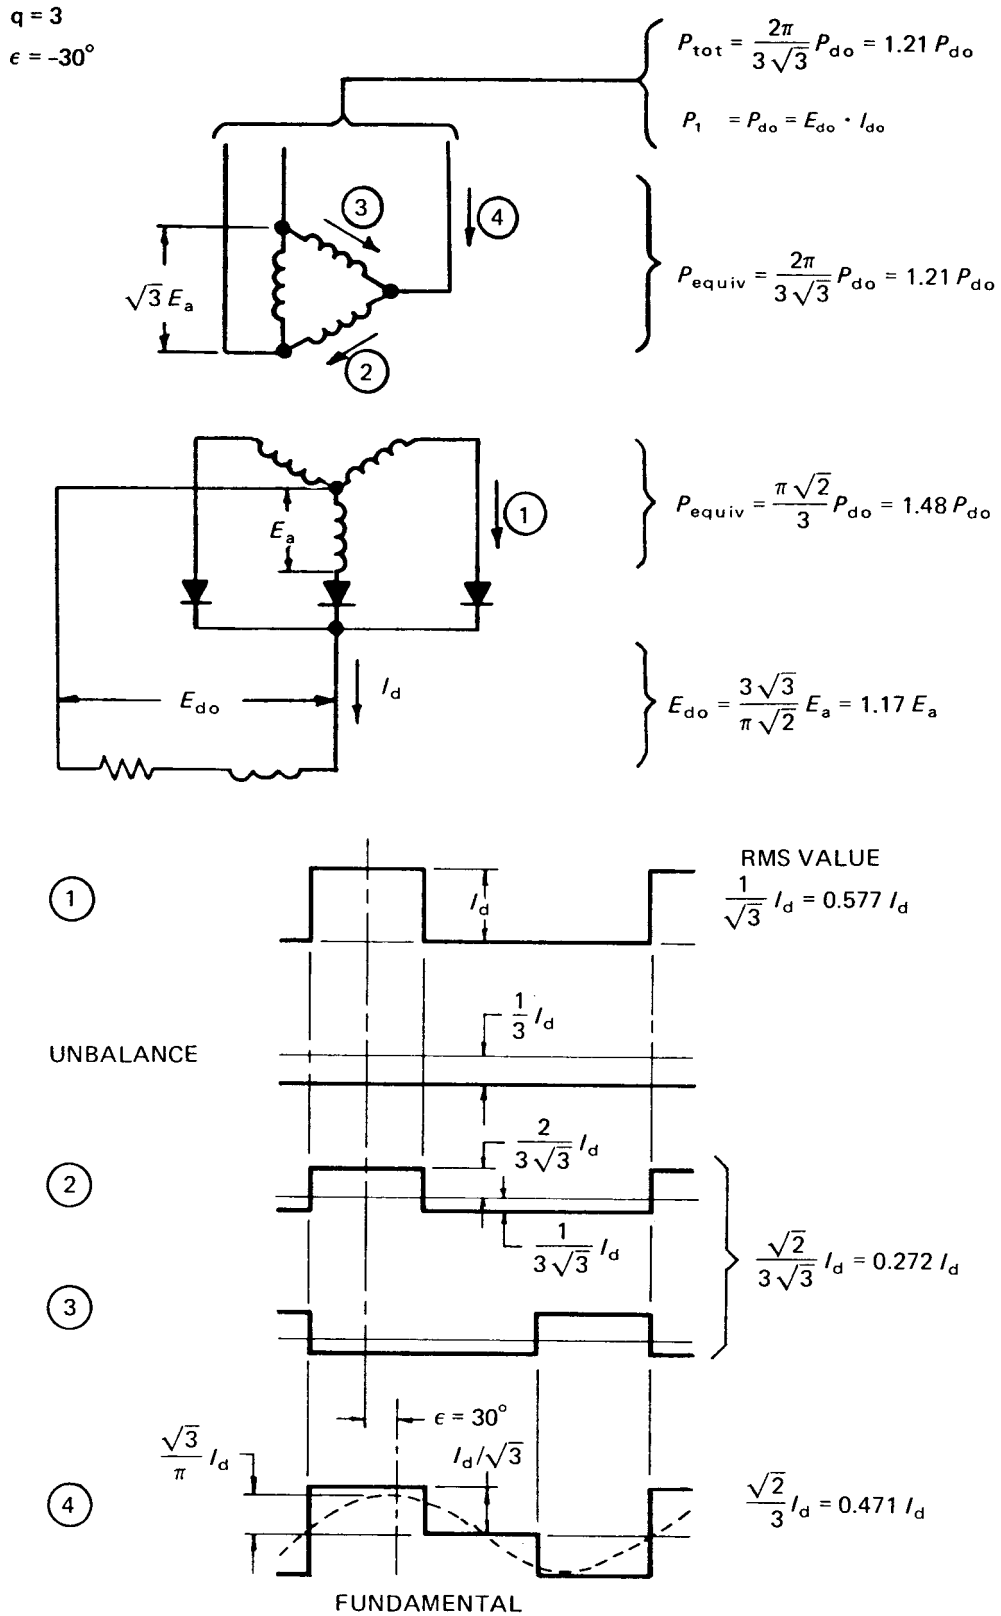 q = 3
ϵ = –30°
P_tot = 2π / 3√3 P_do = 1.21 P_do
P_1 = P_do = E_do · I_do
③
④
√3 E_a
P_equiv = 2π / 3√3 P_do = 1.21 P_do
②
①
E_a
P_equiv = π√2 / 3 P_do = 1.48 P_do
E_do
I_d
E_do = 3√3 / π√2 E_a = 1.17 E_a
RMS VALUE
①
I_d
1 / √3 I_d = 0.577 I_d
1 / 3 I_d
UNBALANCE
2 / 3√3 I_d
②
1 / 3√3 I_d
√2 / 3√3 I_d = 0.272 I_d
③
ϵ = 30°
√3 / π I_d
I_d/√3
④
√2 / 3 I_d = 0.471 I_d
FUNDAMENTAL